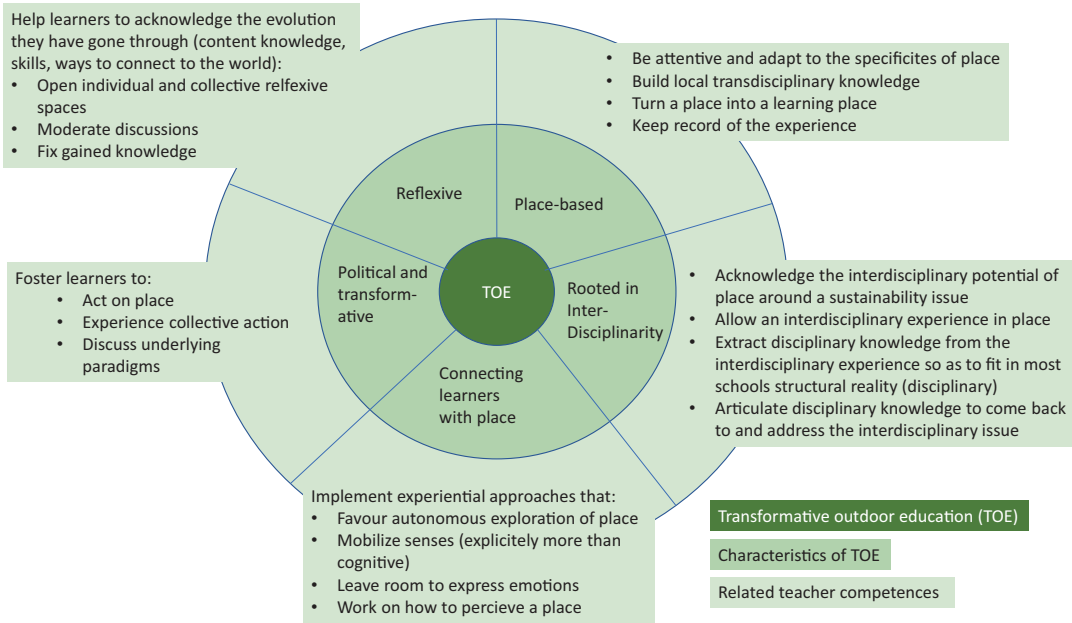 Help learners to acknowledge the evolution
they have gone through (content knowledge,
skills, ways to connect to the world):
• Open individual and collective relfexive
spaces
• Moderate discussions
• Fix gained knowledge
• Be attentive and adapt to the specificites of place
• Build local transdisciplinary knowledge
• Turn a place into a learning place
• Keep record of the experience
Reflexive
Place-based
Political and
transform-
ative
TOE
Rooted in
Inter-
Disciplinarity
Connecting
learners
with place
Foster learners to:
• Act on place
• Experience collective action
• Discuss underlying
paradigms
• Acknowledge the interdisciplinary potential of
place around a sustainability issue
• Allow an interdisciplinary experience in place
• Extract disciplinary knowledge from the
interdisciplinary experience so as to fit in most
schools structural reality (disciplinary)
• Articulate disciplinary knowledge to come back
to and address the interdisciplinary issue
Implement experiential approaches that:
• Favour autonomous exploration of place
• Mobilize senses (explicitely more than
cognitive)
• Leave room to express emotions
• Work on how to percieve a place
Transformative outdoor education (TOE)
Characteristics of TOE
Related teacher competences